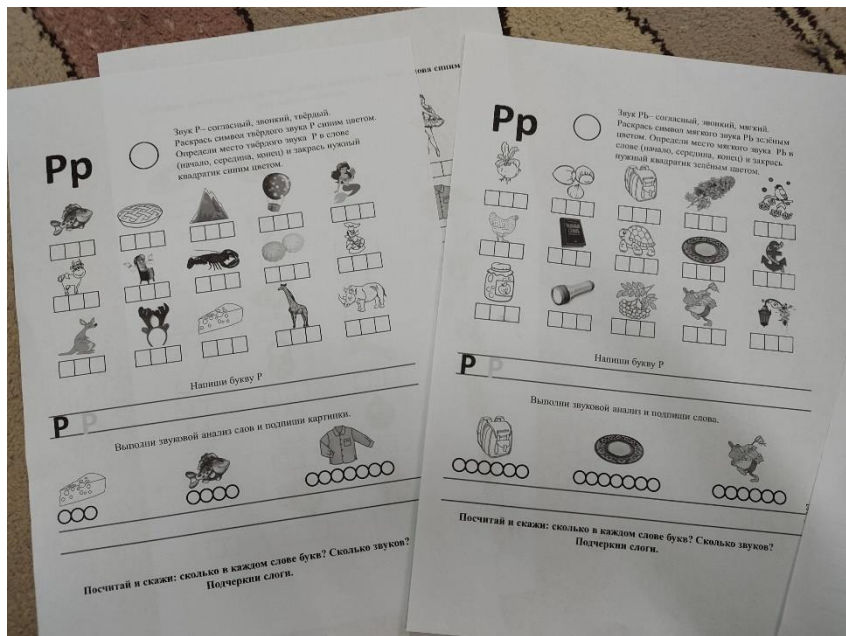 Рр
Звук Р– согласный, звонкий, твёрдый.
Раскрась символ твёрдого звука Р синим цветом.
Определи место твёрдого звука Р в слове
(начало, середина, конец) и закрась нужный
квадратик синим цветом.
Напиши букву Р
Р Р
Выполни звуковой анализ слов и подпиши картинки.
Посчитай и скажи: сколько в каждом слове букв? Сколько звуков?
Подчеркни слоги.
синим
Рр
Звук РЬ– согласный, звонкий, мягкий.
Раскрась символ мягкого звука РЬ зелёным
цветом. Определи место мягкого звука РЬ в
слове (начало, середина, конец) и закрась
нужный квадратик зелёным цветом.
Напиши букву Р
Р Р
Выполни звуковой анализ и подпиши слова.
Посчитай и скажи: сколько в каждом слове букв? Сколько звуков?
Подчеркни слоги.